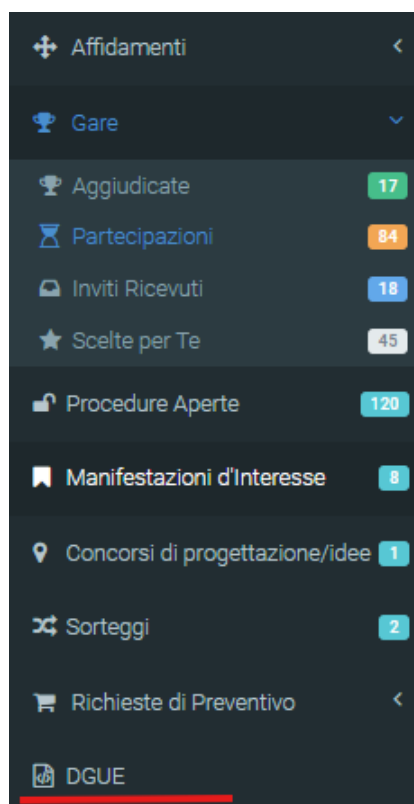 Affidamenti
Gare
Aggiudicate 17
Partecipazioni 84
Inviti Ricevuti 18
Scelte per Te 45
Procedure Aperte 120
Manifestazioni d'Interesse 8
Concorsi di progettazione/idee 1
Sorteggi 2
Richieste di Preventivo
DGUE